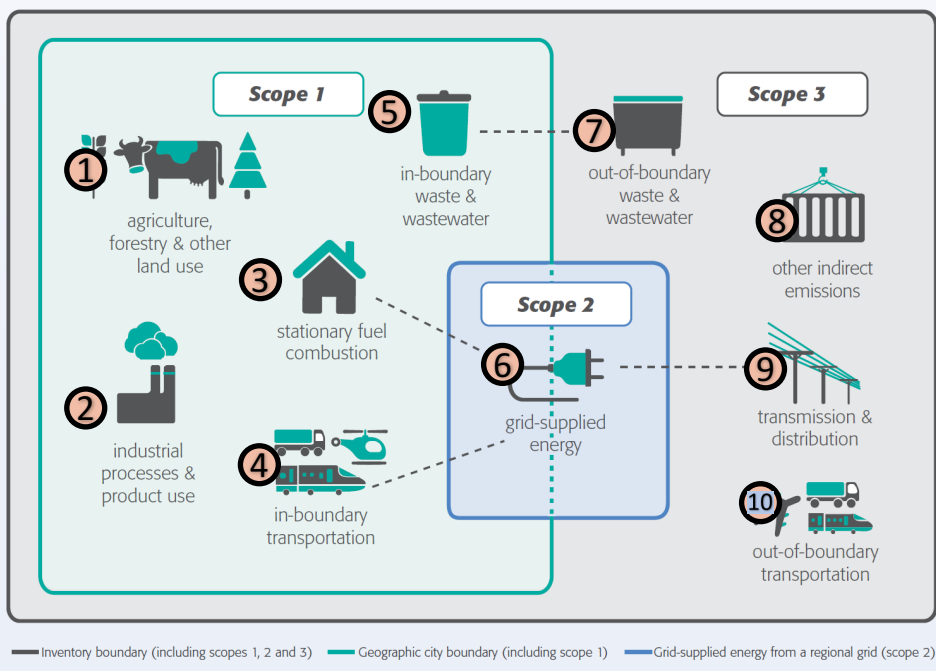 Scope 1
5
7
Scope 3
1
in-boundary
waste &
wastewater
out-of-boundary
waste &
wastewater
8
agriculture,
forestry & other
land use
3
other indirect
emissions
Scope 2
stationary fuel
combustion
6
9
2
grid-supplied
energy
transmission &
distribution
industrial
processes &
product use
4
10
in-boundary
transportation
out-of-boundary
transportation
Inventory boundary (including scopes 1, 2 and 3)
Geographic city boundary (including scope 1)
Grid-supplied energy from a regional grid (scope 2)